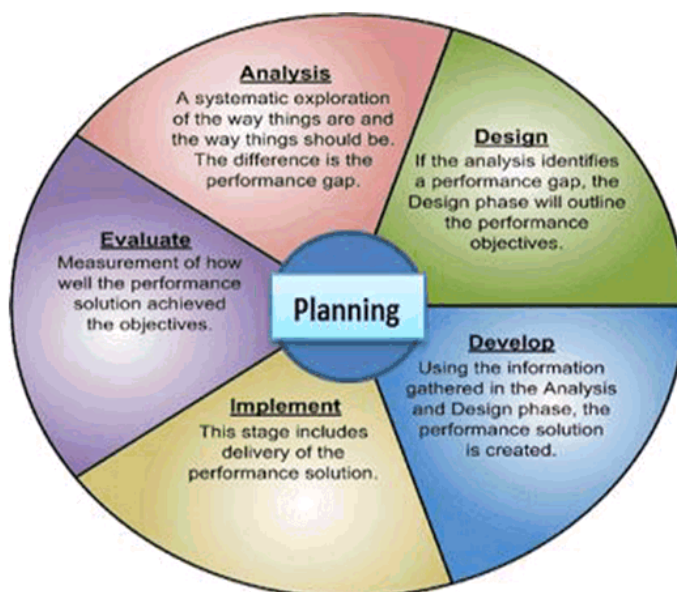 Analysis
A systematic exploration
of the way things are and
the way things should be.
The difference is the
performance gap.
Design
If the analysis identifies
a performance gap, the
Design phase will outline
the performance
objectives.
Develop
Using the information
gathered in the Analysis
and Design phase, the
performance solution
is created.
Implement
This stage includes
delivery of the
performance solution.
Evaluate
Measurement of how
well the performance
solution achieved
the objectives.
Planning